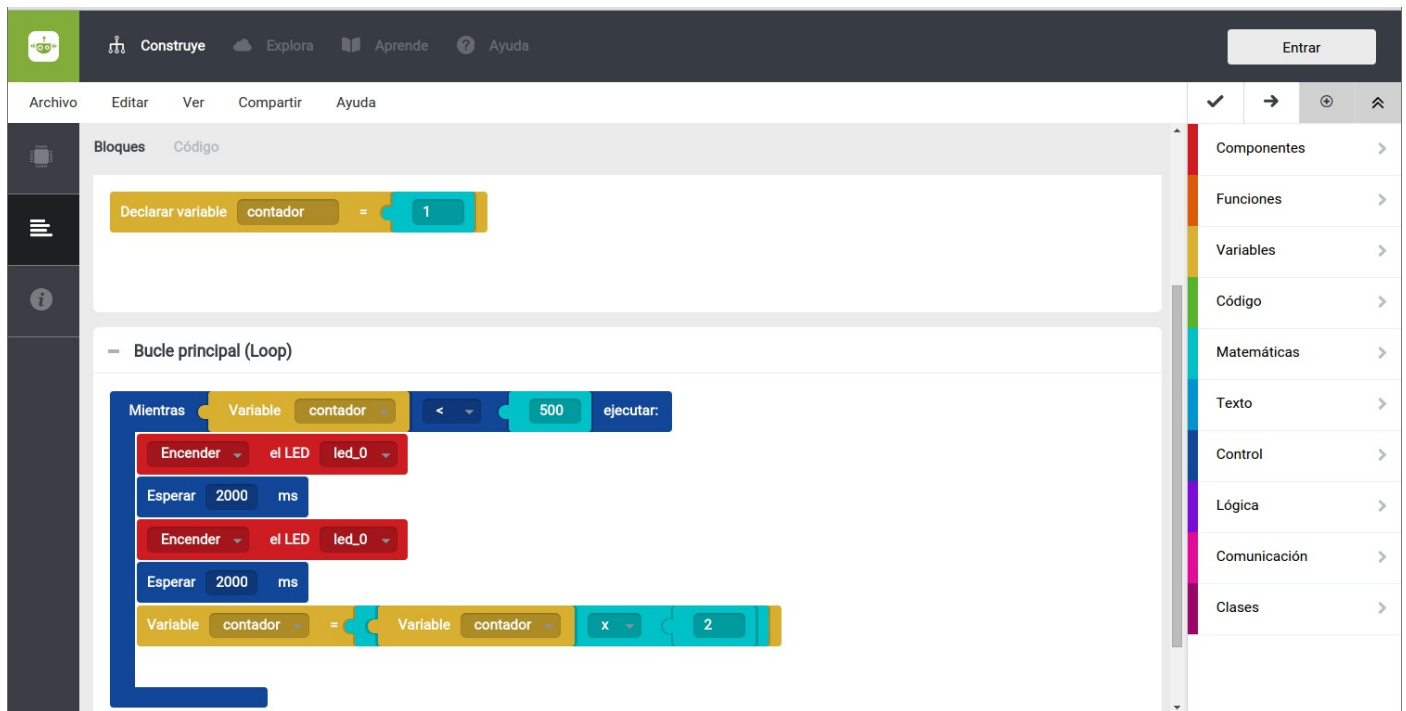 Construye Explora Aprende Ayuda Entrar
Archivo Editar Ver Compartir Ayuda
Bloques Código
Declarar variable contador = 1
Bucle principal (Loop)
Mientras Variable contador < 500 ejecutar:
Encender el LED led_0
Esperar 2000 ms
Encender el LED led_0
Esperar 2000 ms
Variable contador = Variable contador x 2
Componentes
Funciones
Variables
Código
Matemáticas
Texto
Control
Lógica
Comunicación
Clases